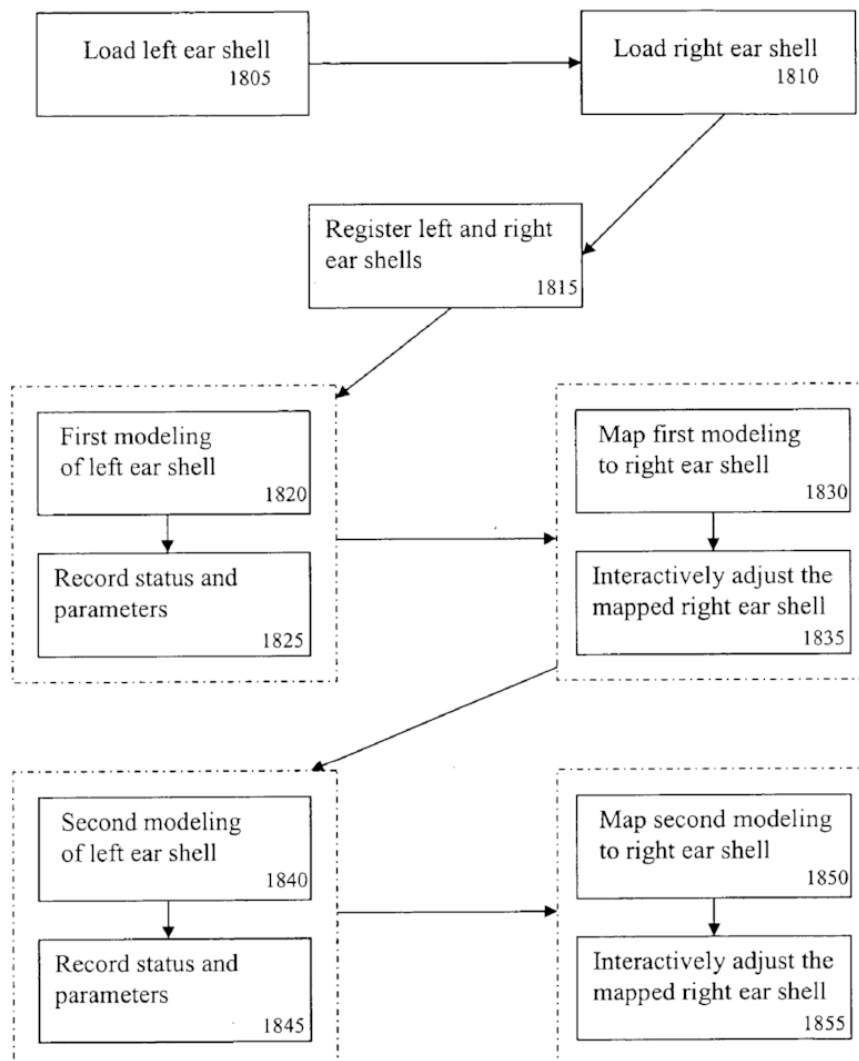 Load left ear shell
1805
Load right ear shell
1810
Register left and right
ear shells
1815
First modeling
of left ear shell
1820
Record status and
parameters
1825
Map first modeling
to right ear shell
1830
Interactively adjust the
mapped right ear shell
1835
Second modeling
of left ear shell
1840
Record status and
parameters
1845
Map second modeling
to right ear shell
1850
Interactively adjust the
mapped right ear shell
1855